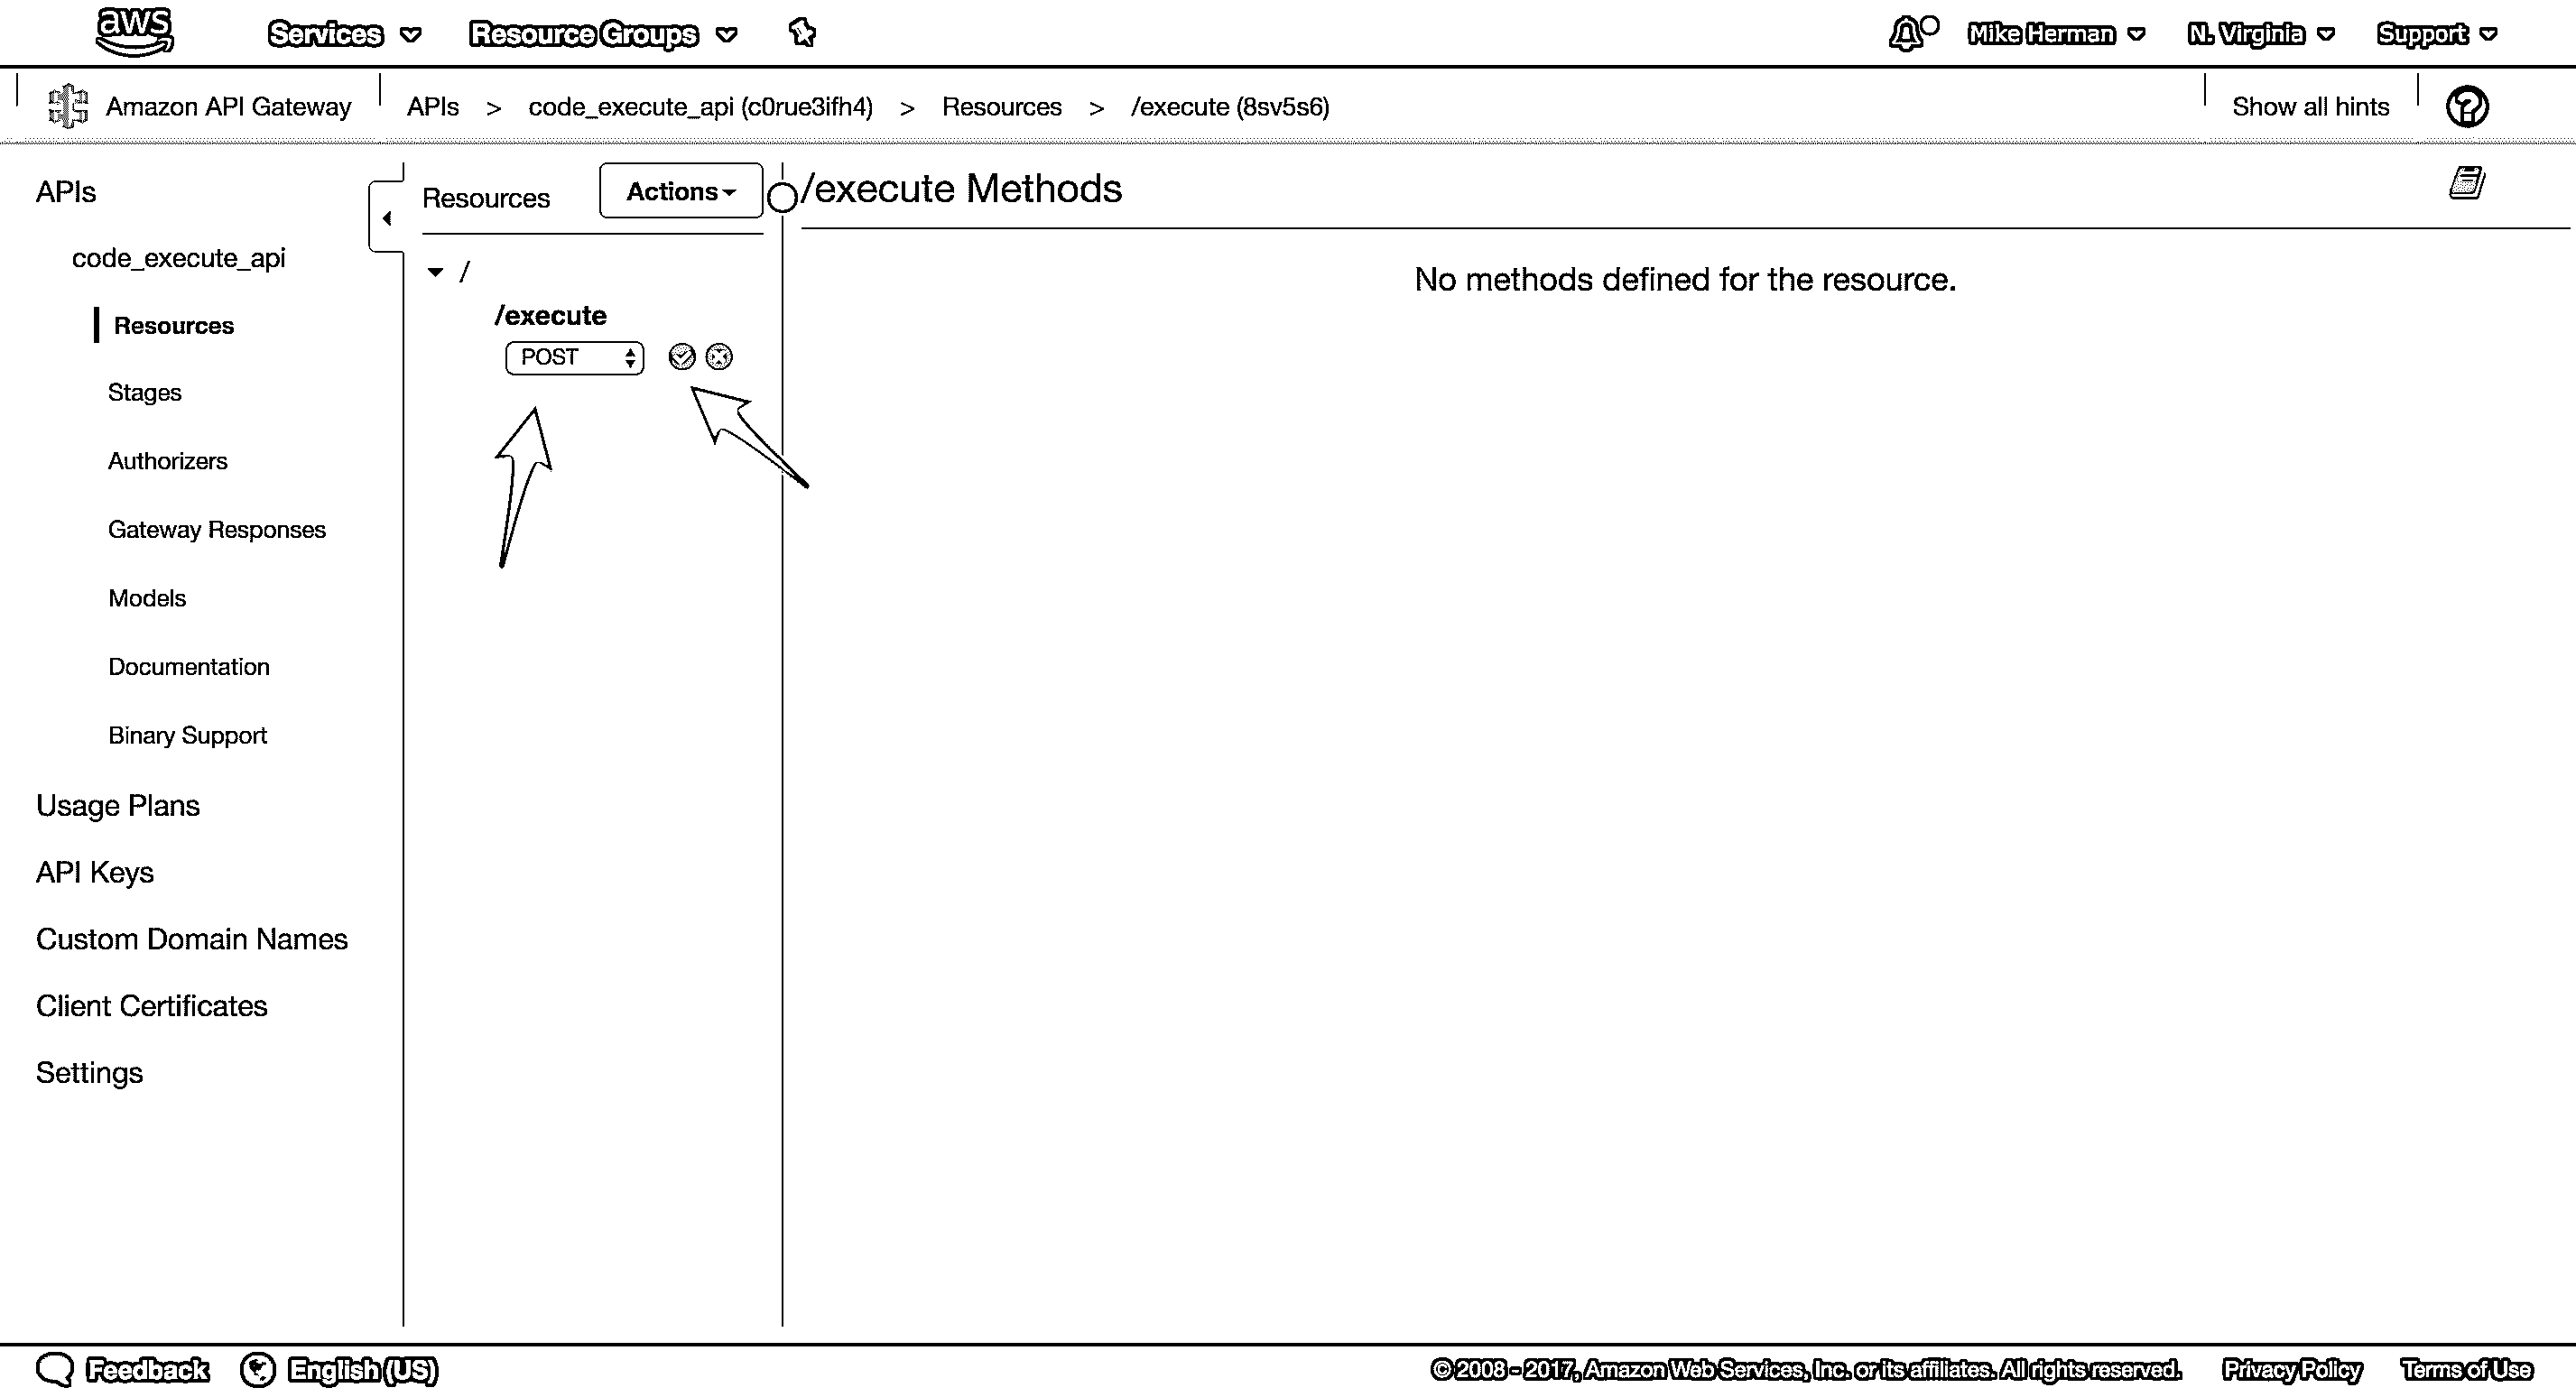 aws Services Resource Groups Mike Herman N. Virginia Support
Amazon API Gateway APIs > code_execute_api (c0rue3ifh4) > Resources > /execute (8sv5s6) Show all hints
APIs
code_execute_api
Resources
Stages
Authorizers
Gateway Responses
Models
Documentation
Binary Support
Usage Plans
API Keys
Custom Domain Names
Client Certificates
Settings
Resources Actions
/
/execute
POST
/execute Methods
No methods defined for the resource.
Feedback English (US) © 2008 - 2017, Amazon Web Services, Inc. or its affiliates. All rights reserved. Privacy Policy Terms of Use